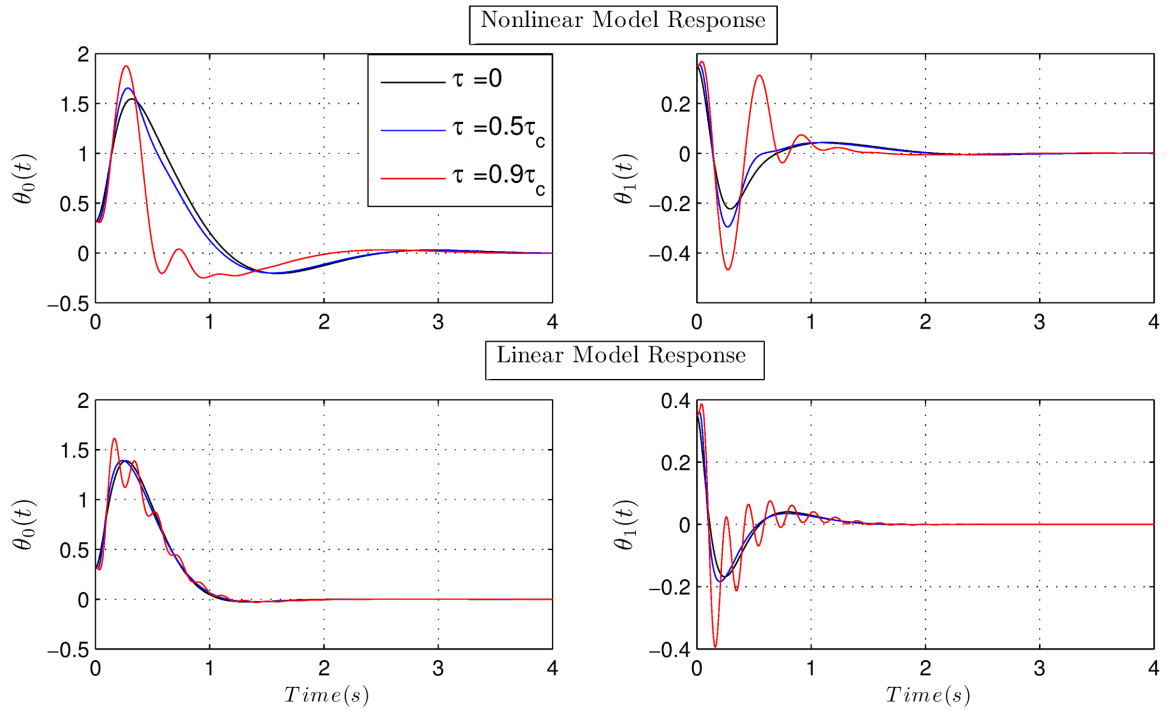 Nonlinear Model Response
2
1.5
1
0.5
0
−0.5
θ₀(t)
0 1 2 3 4
τ =0
τ =0.5τc
τ =0.9τc
0.2
0
−0.2
−0.4
θ₁(t)
0 1 2 3 4
Linear Model Response
2
1.5
1
0.5
0
−0.5
θ₀(t)
0 1 2 3 4
Time(s)
0.4
0.2
0
−0.2
−0.4
θ₁(t)
0 1 2 3 4
Time(s)